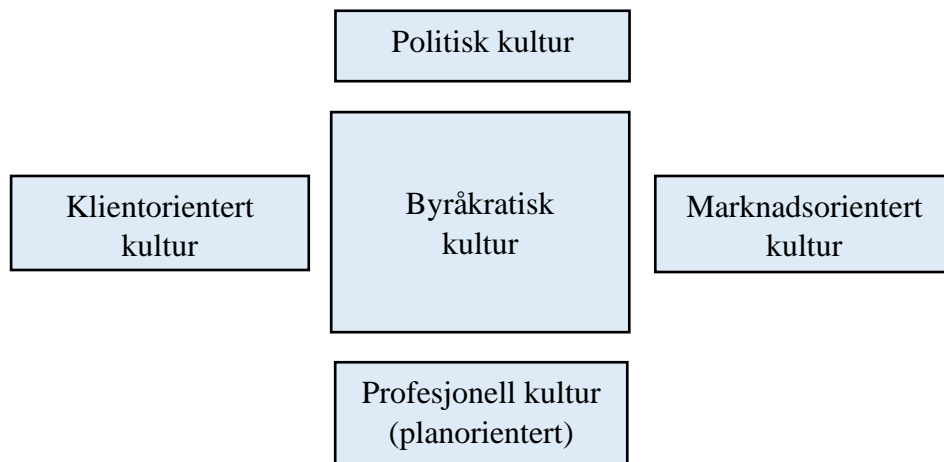 Politisk kultur
Klientorientert
kultur
Byråkratisk
kultur
Marknadsorientert
kultur
Profesjonell kultur
(planorientert)